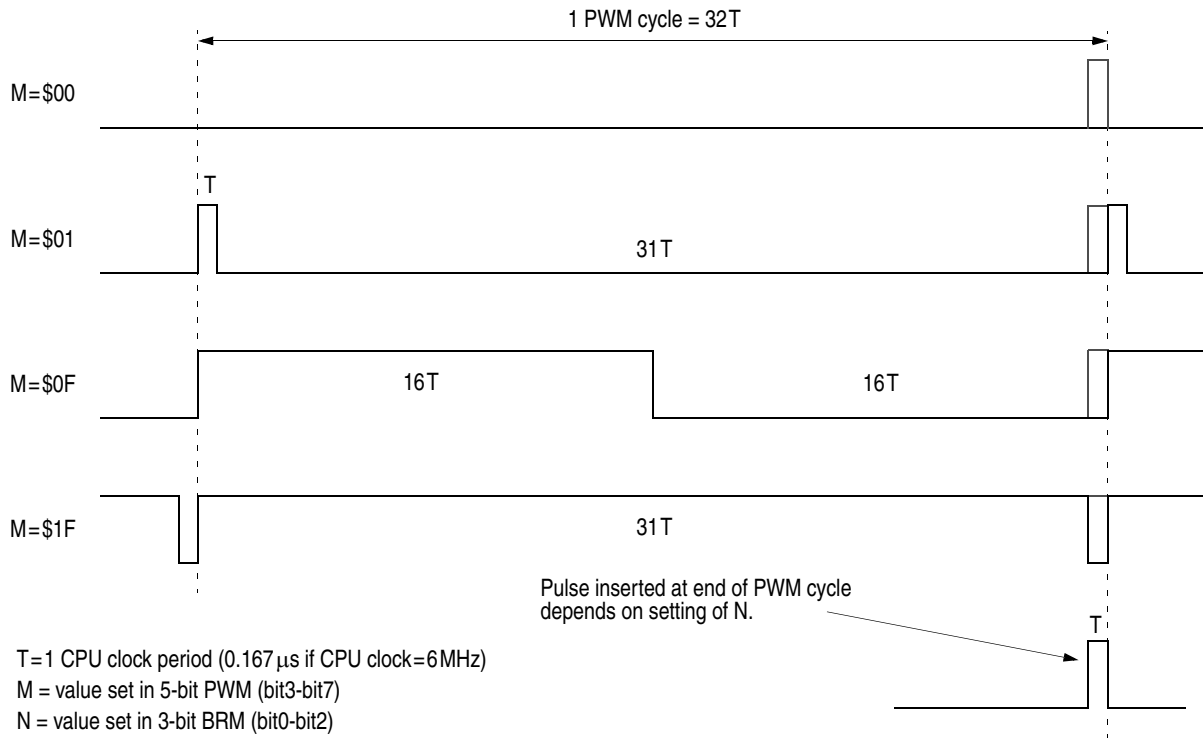 1 PWM cycle = 32T
M=$00
T
M=$01
31T
M=$0F
16T
16T
M=$1F
31T
Pulse inserted at end of PWM cycle
depends on setting of N.
T
T=1 CPU clock period (0.167 μs if CPU clock=6MHz)
M = value set in 5-bit PWM (bit3-bit7)
N = value set in 3-bit BRM (bit0-bit2)